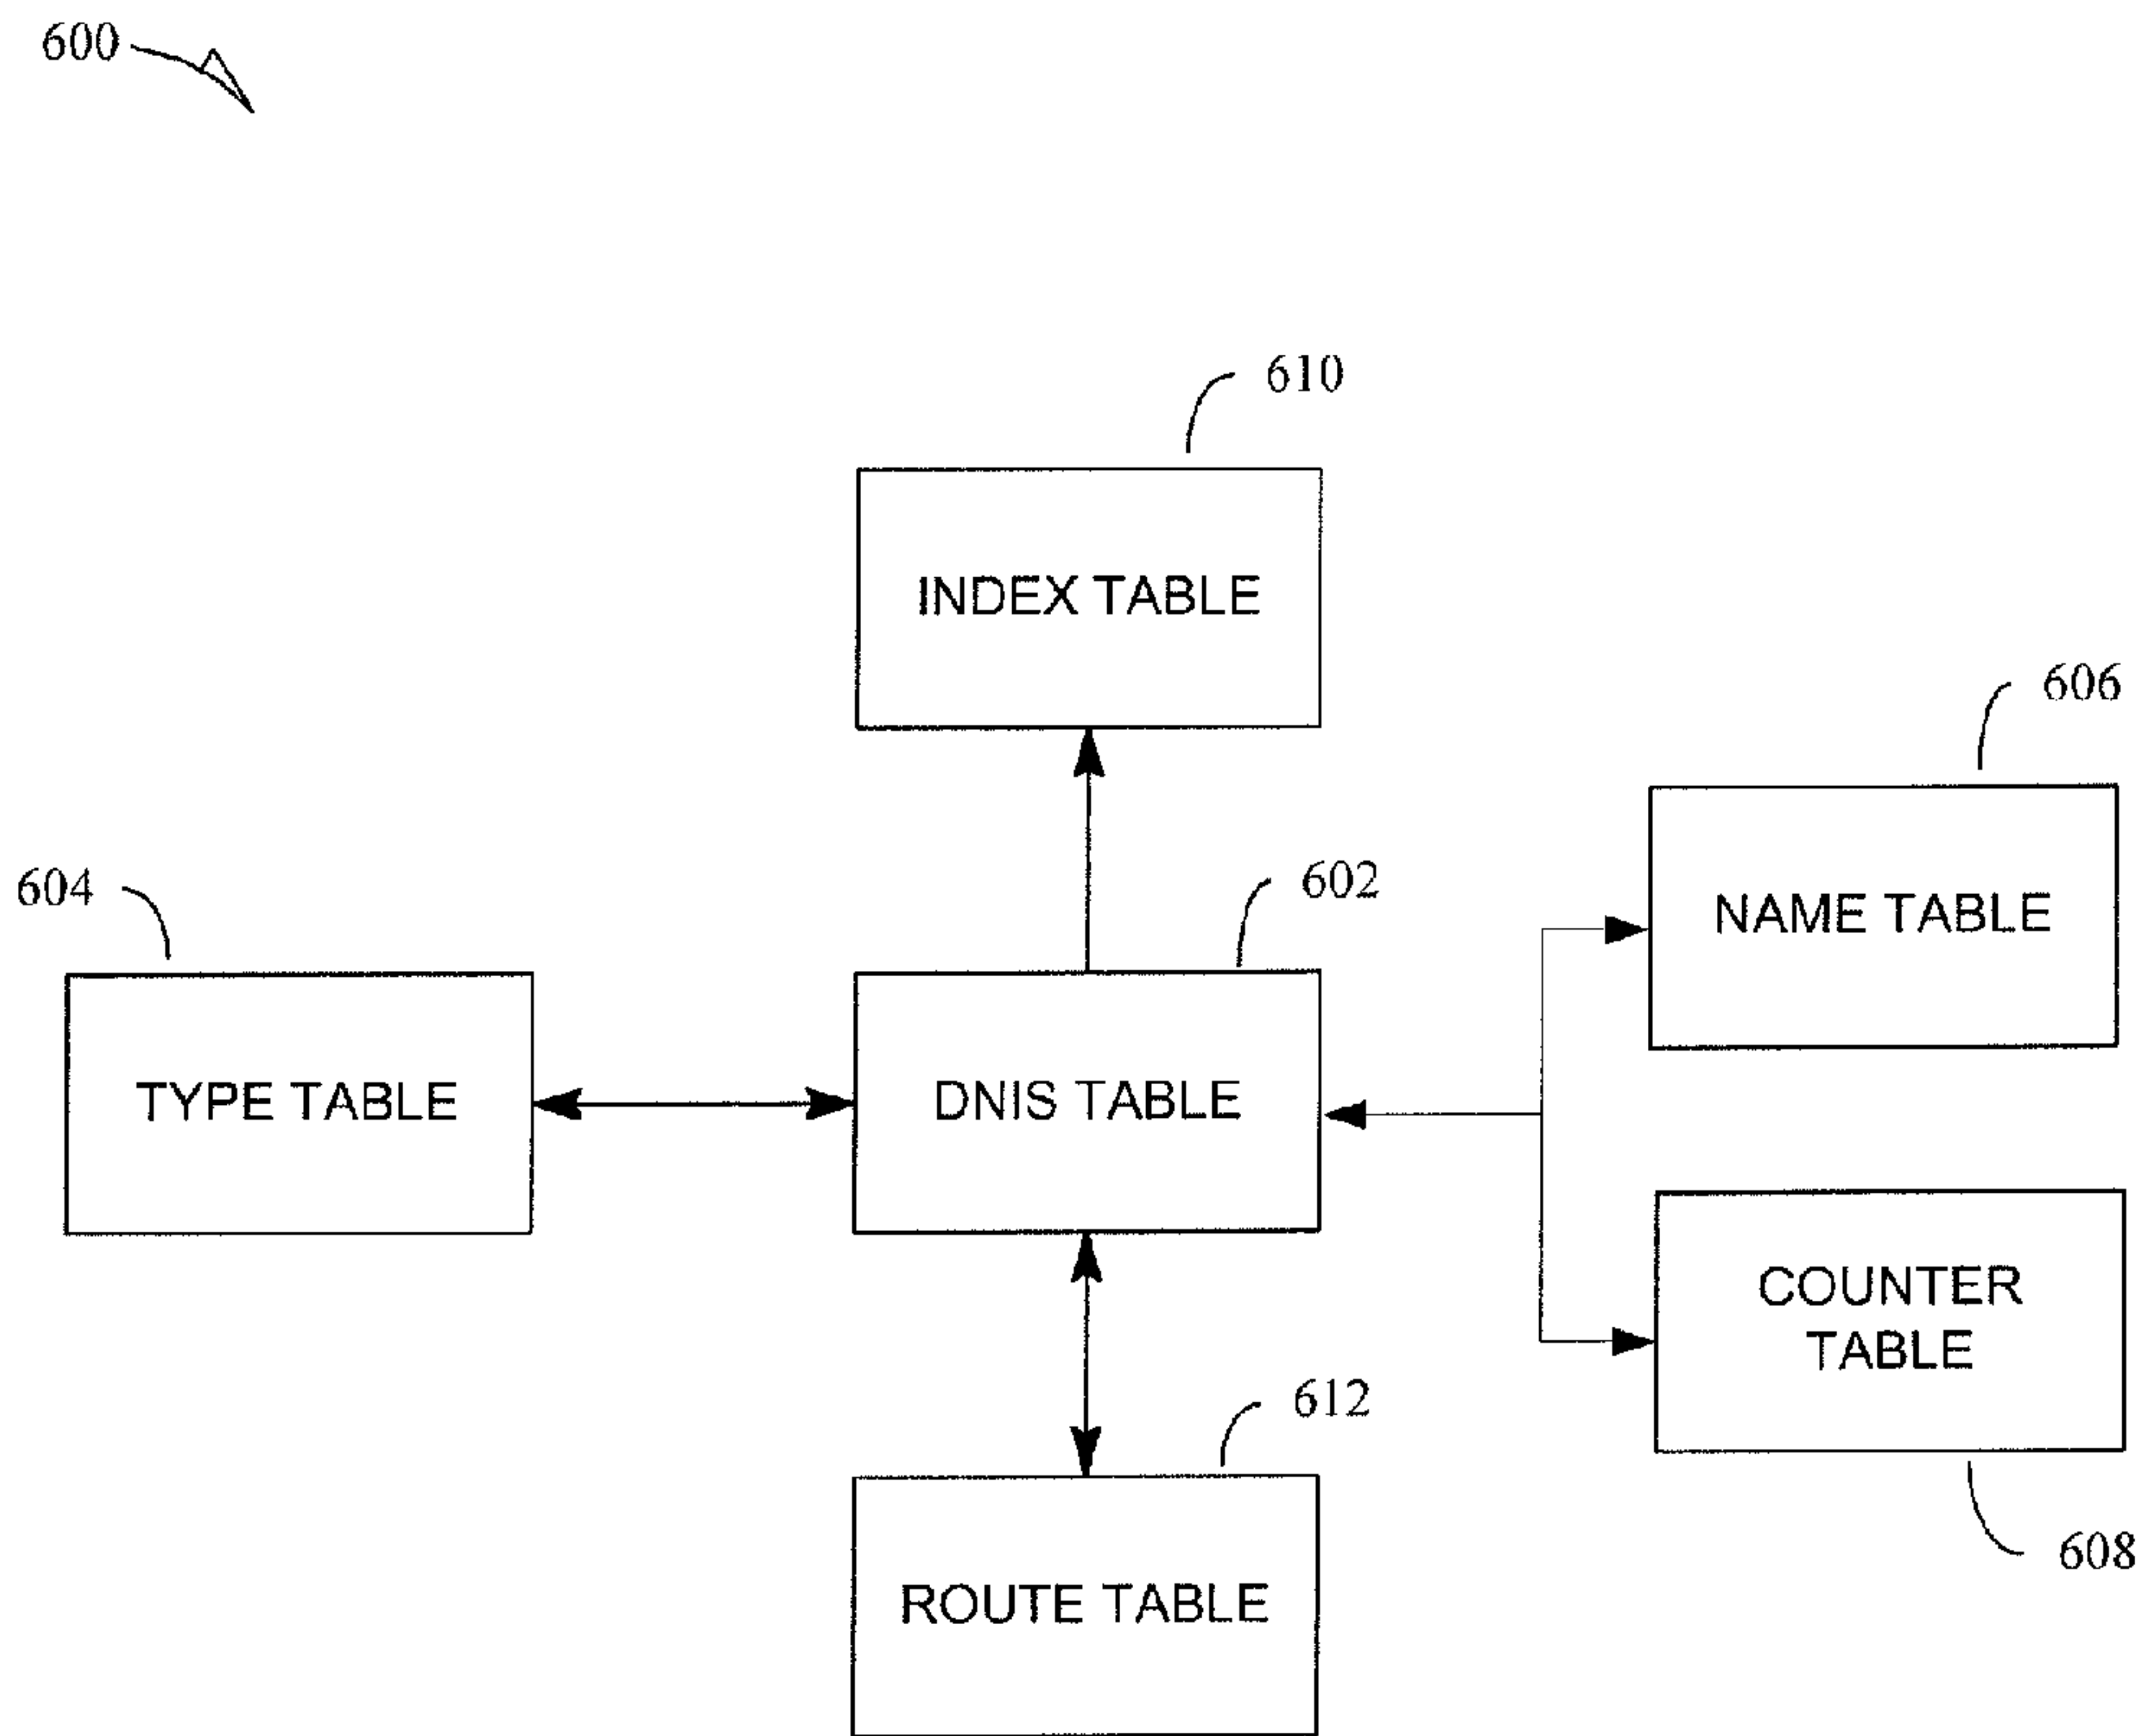 600
610
INDEX TABLE
606
NAME TABLE
604
602
TYPE TABLE
DNIS TABLE
COUNTER
TABLE
612
608
ROUTE TABLE